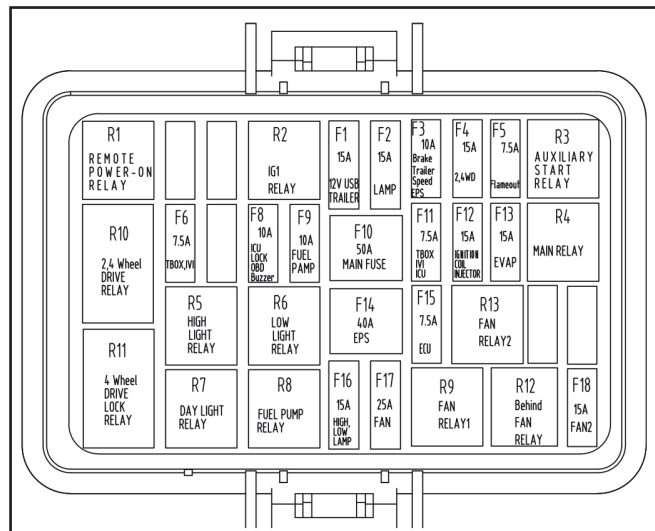 R1
REMOTE
POWER-ON
RELAY
R2
IG1
RELAY
F1
15A
12V USB
TRAILER
F2
15A
LAMP
F3
10A
Brake
Trailer
Speed
EPS
F4
15A
2,4WD
F5
7.5A
Flameout
R3
AUXILIARY
START
RELAY
R10
2,4 Wheel
DRIVE
RELAY
F6
7.5A
TBOX,IVI
F8
10A
ICU
LOCK
OBD
Buzzer
F9
10A
FUEL
PAMP
F10
50A
MAIN FUSE
F11
7.5A
TBOX
IVI
ICU
F12
15A
IGNITION
COIL
INJECTOR
F13
15A
EVAP
R4
MAIN RELAY
R5
HIGH
LIGHT
RELAY
R6
LOW
LIGHT
RELAY
F14
40A
EPS
F15
7.5A
ECU
R13
FAN
RELAY2
R11
4 Wheel
DRIVE
LOCK
RELAY
R7
DAY LIGHT
RELAY
R8
FUEL PUMP
RELAY
F16
15A
HIGH,
LOW
LAMP
F17
25A
FAN
R9
FAN
RELAY1
R12
Behind
FAN
RELAY
F18
15A
FAN2